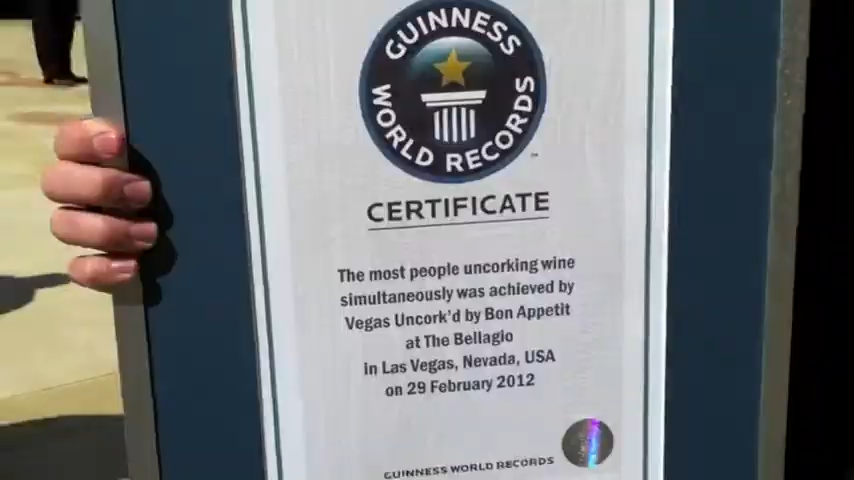 GUINNESS
WORLD RECORDS
CERTIFICATE
The most people uncorking wine
simultaneously was achieved by
Vegas Uncork'd by Bon Appetit
at The Bellagio
in Las Vegas, Nevada, USA
on 29 February 2012
GUINNESS WORLD RECORDS